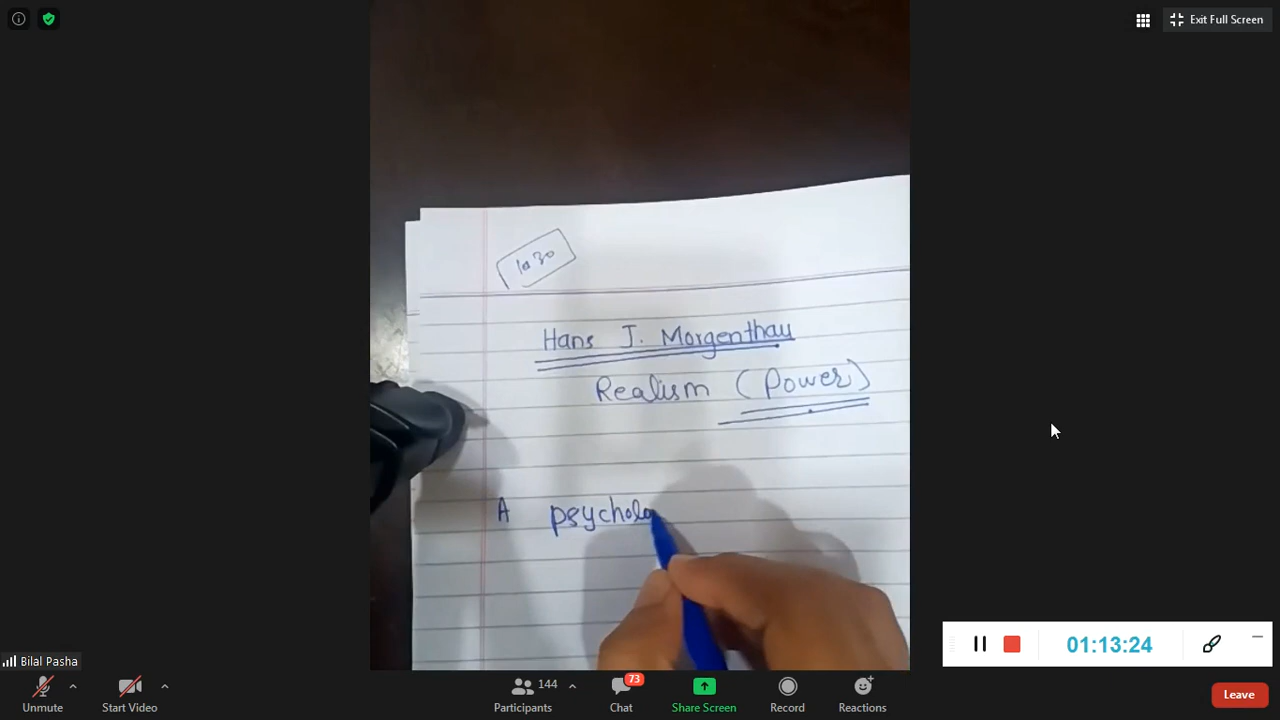 Exit Full Screen
1030
Hans J. Morgenthau
Realism (Power)
A psycholo
01:13:24
Bilal Pasha
Unmute
Start Video
144
Participants
73
Chat
Share Screen
Record
Reactions
Leave